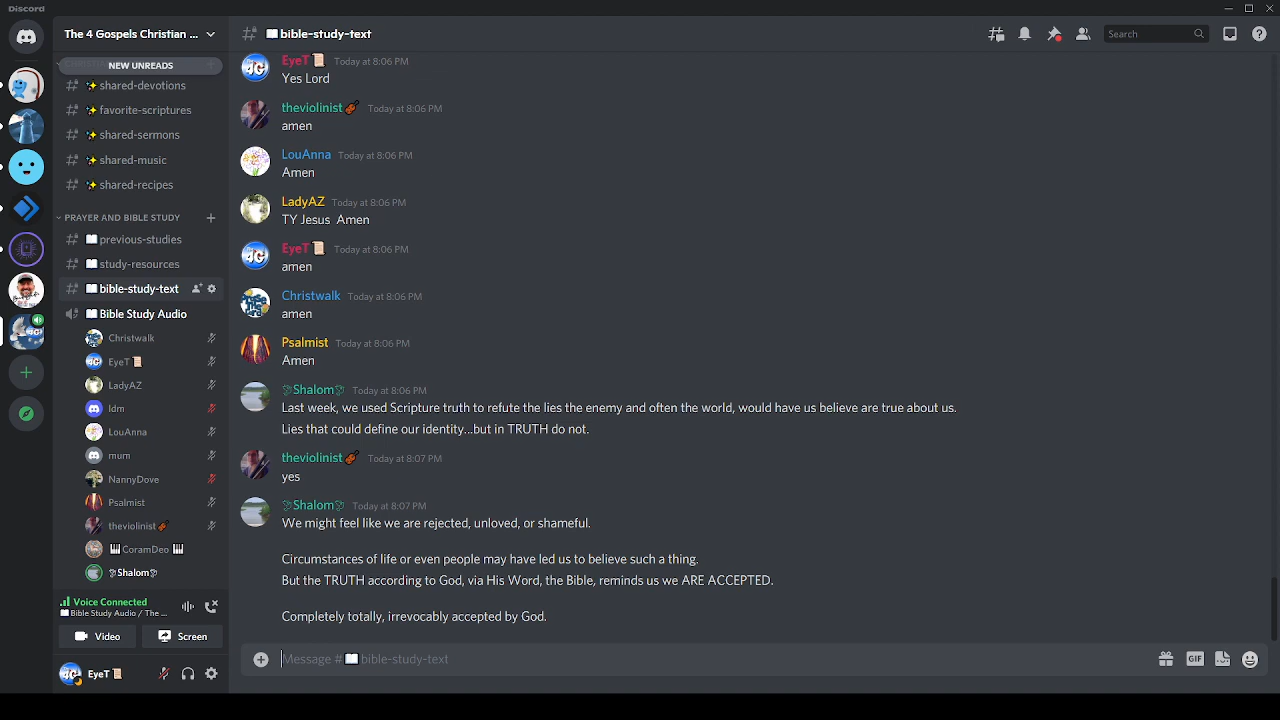 Discord
The 4 Gospels Christian ...
NEW UNREADS
shared-devotions
favorite-scriptures
shared-sermons
shared-music
shared-recipes
PRAYER AND BIBLE STUDY
previous-studies
study-resources
bible-study-text
Bible Study Audio
Christwalk
EyeT
LadyAZ
ldm
LouAnna
mum
NannyDove
Psalmist
theviolinist
CoramDeo
Shalom
Voice Connected
Bible Study Audio / The ...
Video
Screen
EyeT
bible-study-text
Search
EyeT Today at 8:06 PM
Yes Lord
theviolinist Today at 8:06 PM
amen
LouAnna Today at 8:06 PM
Amen
LadyAZ Today at 8:06 PM
TY Jesus Amen
EyeT Today at 8:06 PM
amen
Christwalk Today at 8:06 PM
amen
Psalmist Today at 8:06 PM
Amen
Shalom Today at 8:06 PM
Last week, we used Scripture truth to refute the lies the enemy and often the world, would have us believe are true about us.
Lies that could define our identity...but in TRUTH do not.
theviolinist Today at 8:07 PM
yes
Shalom Today at 8:07 PM
We might feel like we are rejected, unloved, or shameful.
Circumstances of life or even people may have led us to believe such a thing.
But the TRUTH according to God, via His Word, the Bible, reminds us we ARE ACCEPTED.
Completely totally, irrevocably accepted by God.
Message # bible-study-text
GIF